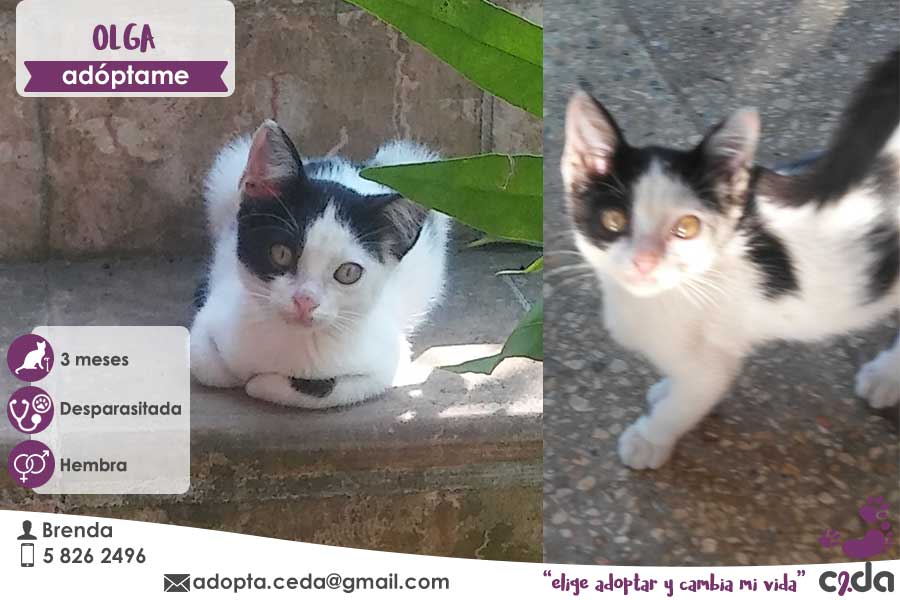 OLGA
adóptame
3 meses
Desparasitada
Hembra
Brenda
5 826 2496
adopta.ceda@gmail.com
“elige adoptar y cambia mi vida”
ceda